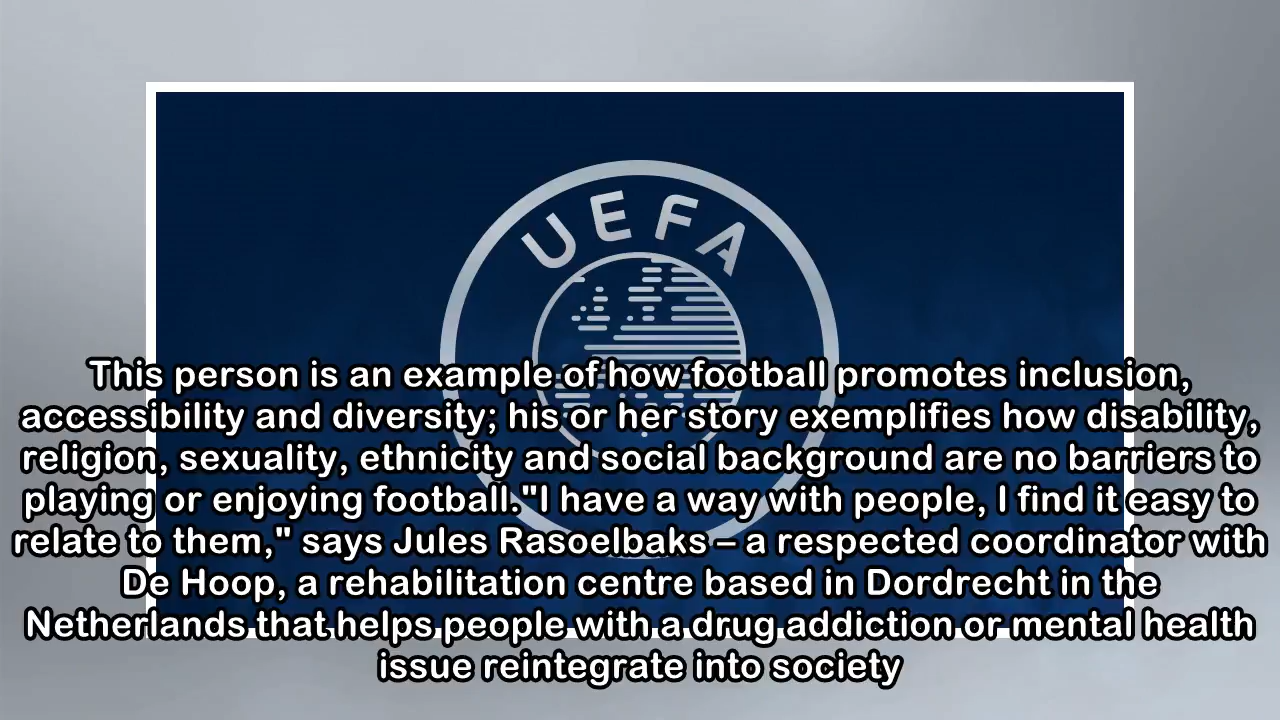 UEFA
This person is an example of how football promotes inclusion,
accessibility and diversity; his or her story exemplifies how disability,
religion, sexuality, ethnicity and social background are no barriers to
playing or enjoying football."I have a way with people, I find it easy to
relate to them," says Jules Rasoelbaks – a respected coordinator with
De Hoop, a rehabilitation centre based in Dordrecht in the
Netherlands that helps people with a drug addiction or mental health
issue reintegrate into society